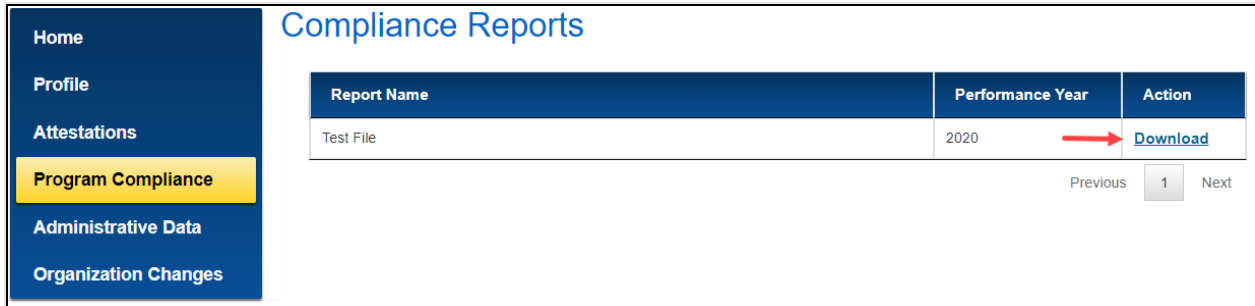 Home
Profile
Attestations
Program Compliance
Administrative Data
Organization Changes
Compliance Reports
Report Name Performance Year Action
Test File 2020 Download
Previous 1 Next